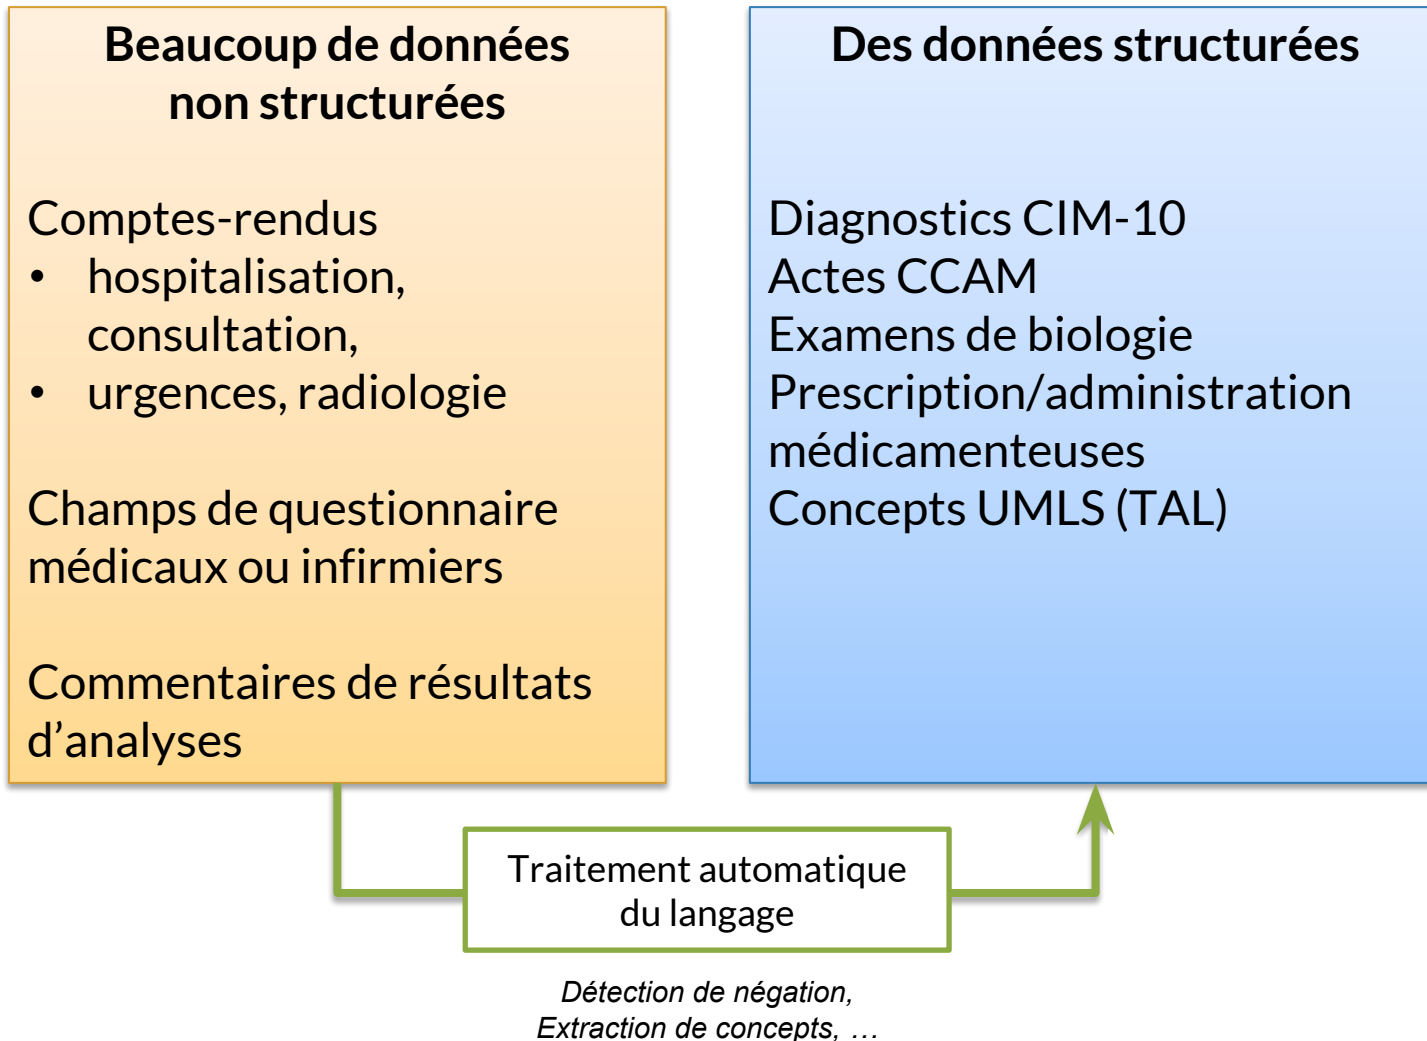 Beaucoup de données
non structurées
Comptes-rendus
• hospitalisation,
consultation,
• urgences, radiologie
Champs de questionnaire
médicaux ou infirmiers
Commentaires de résultats
d’analyses
Des données structurées
Diagnostics CIM-10
Actes CCAM
Examens de biologie
Prescription/administration
médicamenteuses
Concepts UMLS (TAL)
Traitement automatique
du langage
Détection de négation,
Extraction de concepts, …